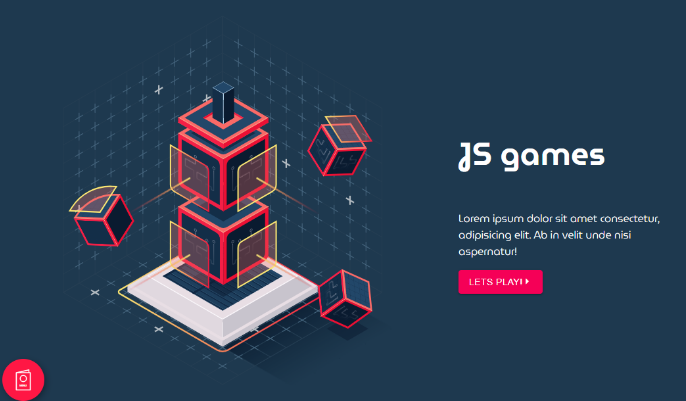 JS games
Lorem ipsum dolor sit amet consectetur,
adipisicing elit. Ab in velit unde nisi
aspernatur!
LETS PLAY!